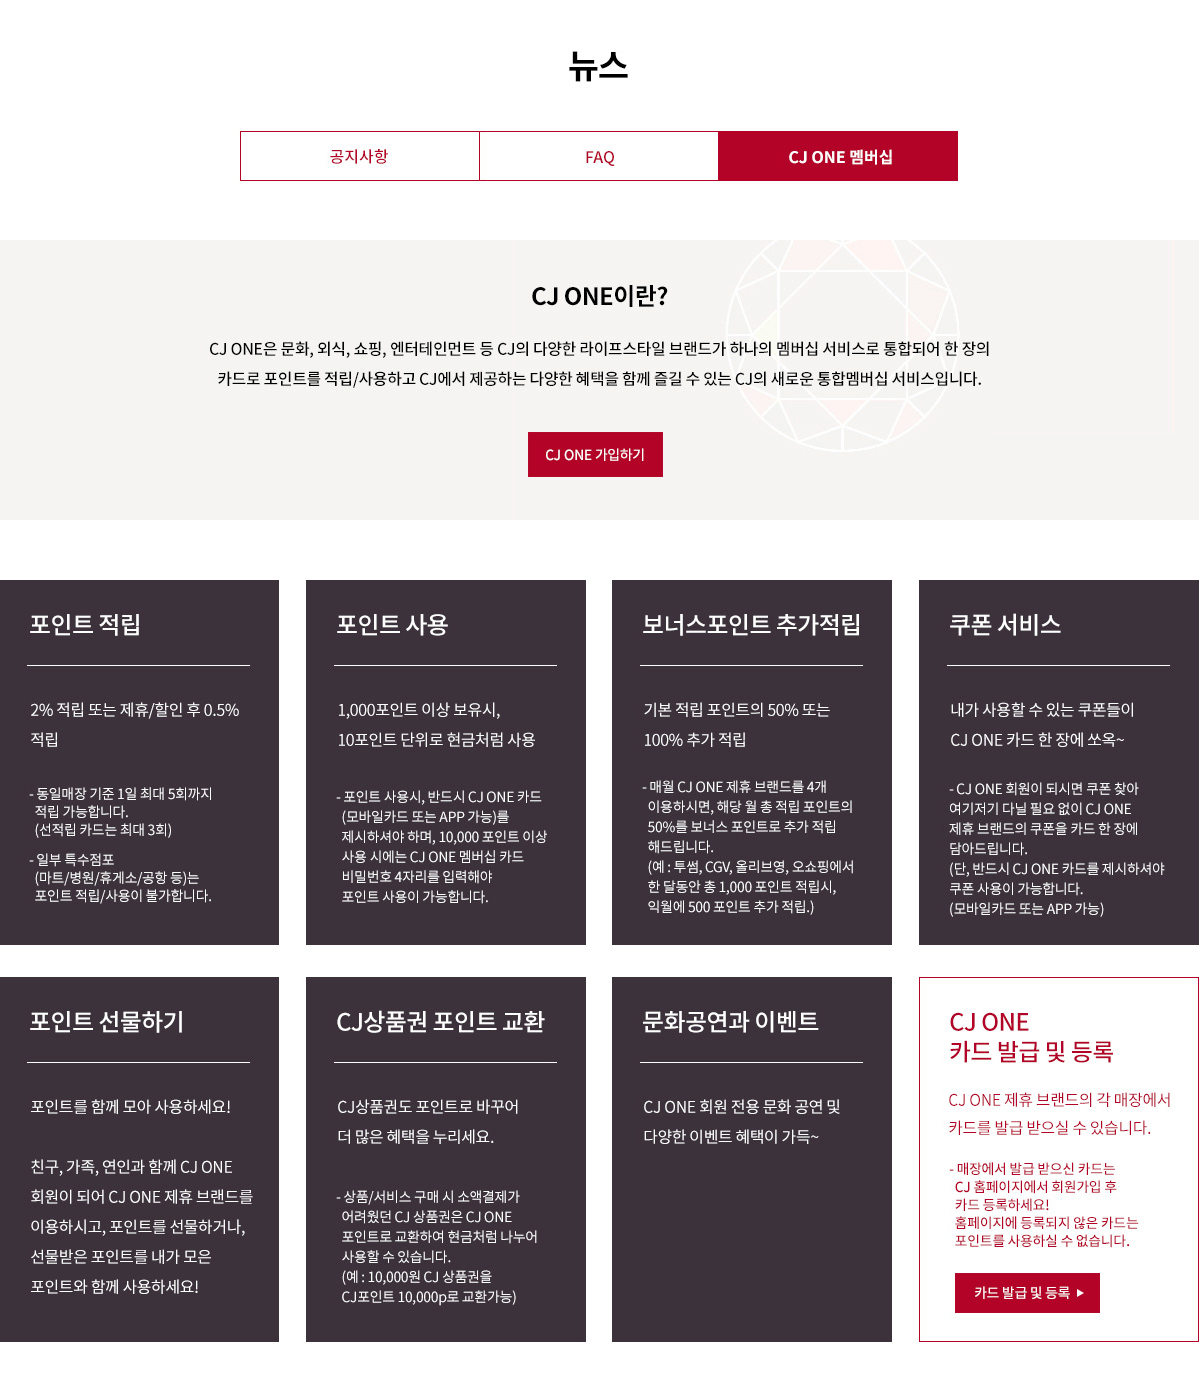 뉴스
공지사항
FAQ
CJ ONE 멤버십
CJ ONE이란?
CJ ONE은 문화, 외식, 쇼핑, 엔터테인먼트 등 CJ의 다양한 라이프스타일 브랜드가 하나의 멤버십 서비스로 통합되어 한 장의
카드로 포인트를 적립/사용하고 CJ에서 제공하는 다양한 혜택을 함께 즐길 수 있는 CJ의 새로운 통합멤버십 서비스입니다.
CJ ONE 가입하기
포인트 적립
2% 적립 또는 제휴/할인 후 0.5%
적립
- 동일매장 기준 1일 최대 5회까지
적립 가능합니다.
(선적립 카드는 최대 3회)
- 일부 특수점포
(마트/병원/휴게소/공항 등)는
포인트 적립/사용이 불가합니다.
포인트 사용
1,000포인트 이상 보유시,
10포인트 단위로 현금처럼 사용
- 포인트 사용시, 반드시 CJ ONE 카드
(모바일카드 또는 APP 가능)를
제시하셔야 하며, 10,000 포인트 이상
사용 시에는 CJ ONE 멤버십 카드
비밀번호 4자리를 입력해야
포인트 사용이 가능합니다.
보너스포인트 추가적립
기본 적립 포인트의 50% 또는
100% 추가 적립
- 매월 CJ ONE 제휴 브랜드를 4개
이용하시면, 해당 월 총 적립 포인트의
50%를 보너스 포인트로 추가 적립
해드립니다.
(예 : 투썸, CGV, 올리브영, 오쇼핑에서
한 달동안 총 1,000 포인트 적립시,
익월에 500 포인트 추가 적립.)
쿠폰 서비스
내가 사용할 수 있는 쿠폰들이
CJ ONE 카드 한 장에 쏘옥~
- CJ ONE 회원이 되시면 쿠폰 찾아
여기저기 다닐 필요 없이 CJ ONE
제휴 브랜드의 쿠폰을 카드 한 장에
담아드립니다.
(단, 반드시 CJ ONE 카드를 제시하셔야
쿠폰 사용이 가능합니다.
(모바일카드 또는 APP 가능)
포인트 선물하기
포인트를 함께 모아 사용하세요!
친구, 가족, 연인과 함께 CJ ONE
회원이 되어 CJ ONE 제휴 브랜드를
이용하시고, 포인트를 선물하거나,
선물받은 포인트를 내가 모은
포인트와 함께 사용하세요!
CJ상품권 포인트 교환
CJ상품권도 포인트로 바꾸어
더 많은 혜택을 누리세요.
- 상품/서비스 구매 시 소액결제가
어려웠던 CJ 상품권은 CJ ONE
포인트로 교환하여 현금처럼 나누어
사용할 수 있습니다.
(예 : 10,000원 CJ 상품권을
CJ포인트 10,000p로 교환가능)
문화공연과 이벤트
CJ ONE 회원 전용 문화 공연 및
다양한 이벤트 혜택이 가득~
CJ ONE
카드 발급 및 등록
CJ ONE 제휴 브랜드의 각 매장에서
카드를 발급 받으실 수 있습니다.
- 매장에서 발급 받으신 카드는
CJ 홈페이지에서 회원가입 후
카드 등록하세요!
홈페이지에 등록되지 않은 카드는
포인트를 사용하실 수 없습니다.
카드 발급 및 등록 ▶